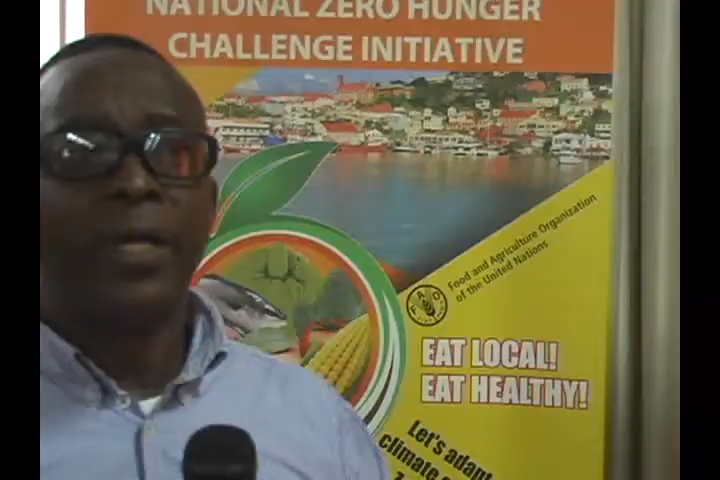 NATIONAL ZERO HUNGER
CHALLENGE INITIATIVE
Food and Agriculture Organization
of the United Nations
EAT LOCAL!
EAT HEALTHY!
Let's adapt
climate